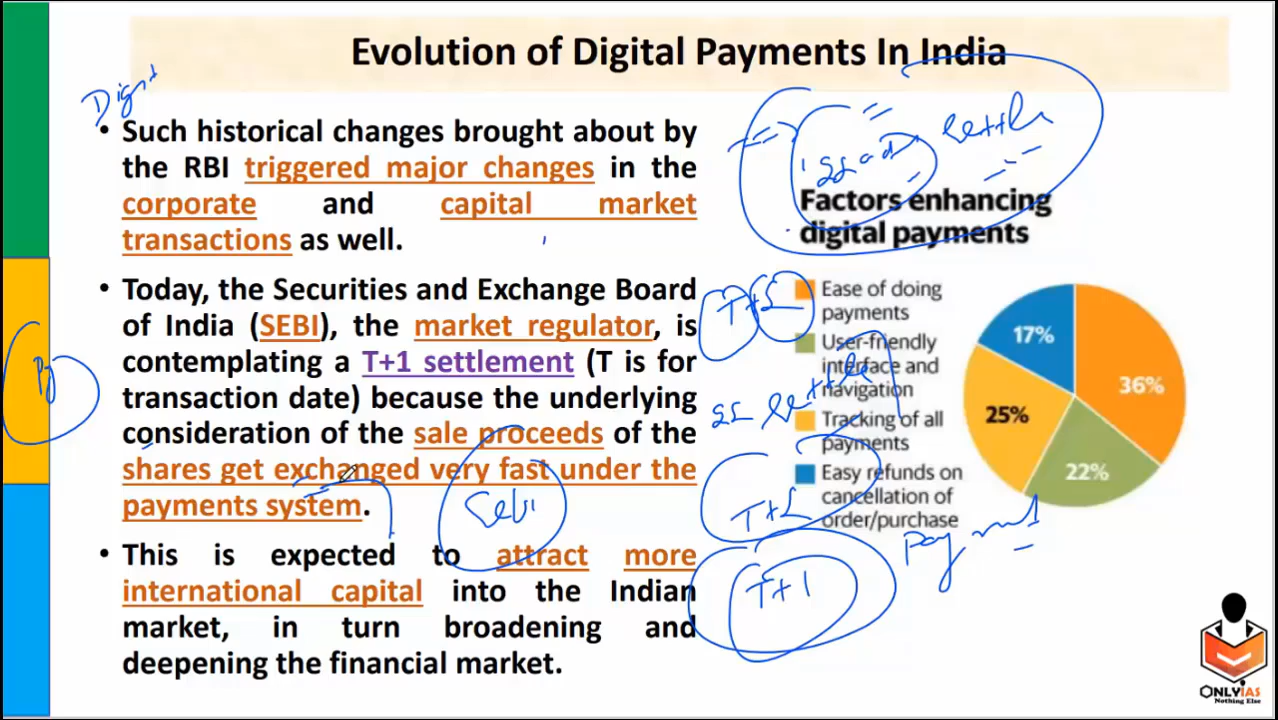 Evolution of Digital Payments In India
• Such historical changes brought about by
the RBI triggered major changes in the
corporate and capital market
transactions as well.
• Today, the Securities and Exchange Board
of India (SEBI), the market regulator, is
contemplating a T+1 settlement (T is for
transaction date) because the underlying
consideration of the sale proceeds of the
shares get exchanged very fast under the
payments system.
• This is expected to attract more
international capital into the Indian
market, in turn broadening and
deepening the financial market.
Sebi
settle
Factors enhancing
digital payments
Ease of doing
payments
User-friendly
interface and
navigation
Tracking of all
payments
Easy refunds on
cancellation of
order/purchase
17%
36%
25%
22%
settle
T+1
Payment
ONLYIAS
Nothing Else